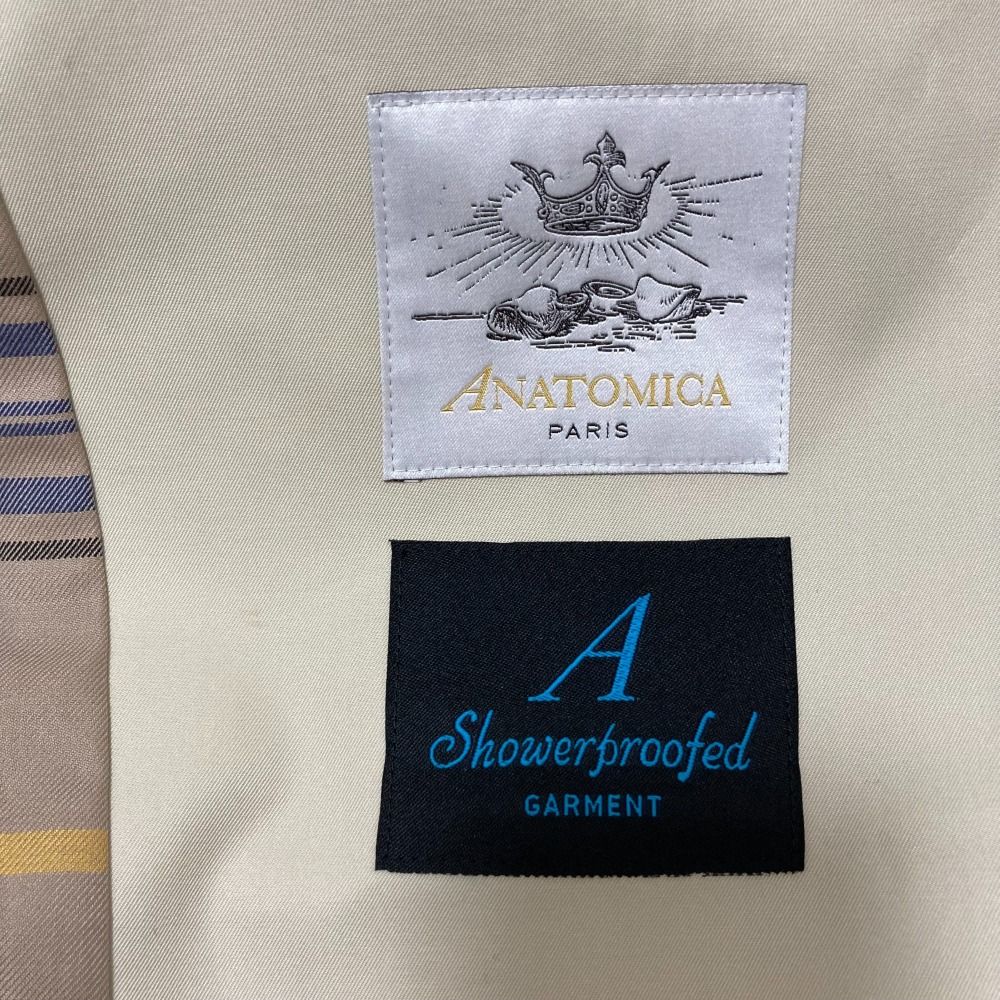 ANATOMICA
PARIS
A
Showerproofed
GARMENT